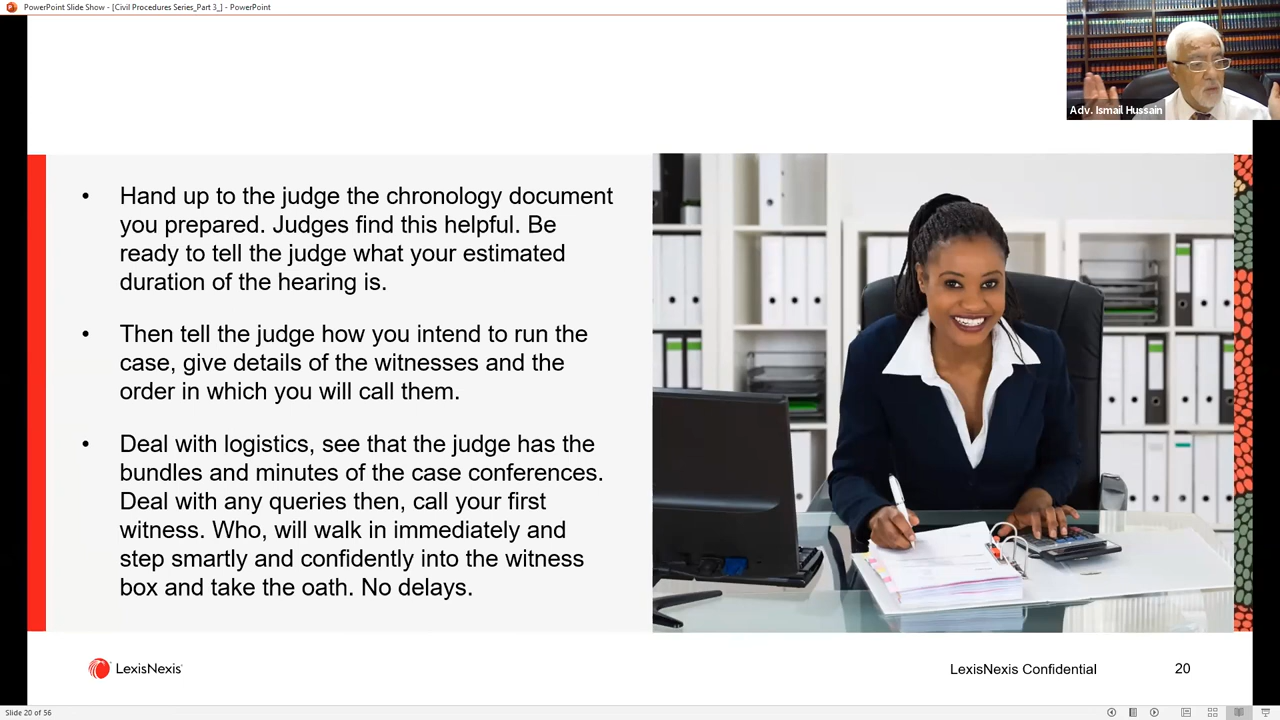 PowerPoint Slide Show - [Civil Procedures Series_Part 3_] - PowerPoint
Adv. Ismail Hussain
• Hand up to the judge the chronology document
you prepared. Judges find this helpful. Be
ready to tell the judge what your estimated
duration of the hearing is.
• Then tell the judge how you intend to run the
case, give details of the witnesses and the
order in which you will call them.
• Deal with logistics, see that the judge has the
bundles and minutes of the case conferences.
Deal with any queries then, call your first
witness. Who, will walk in immediately and
step smartly and confidently into the witness
box and take the oath. No delays.
LexisNexis
LexisNexis Confidential
20
Slide 20 of 56